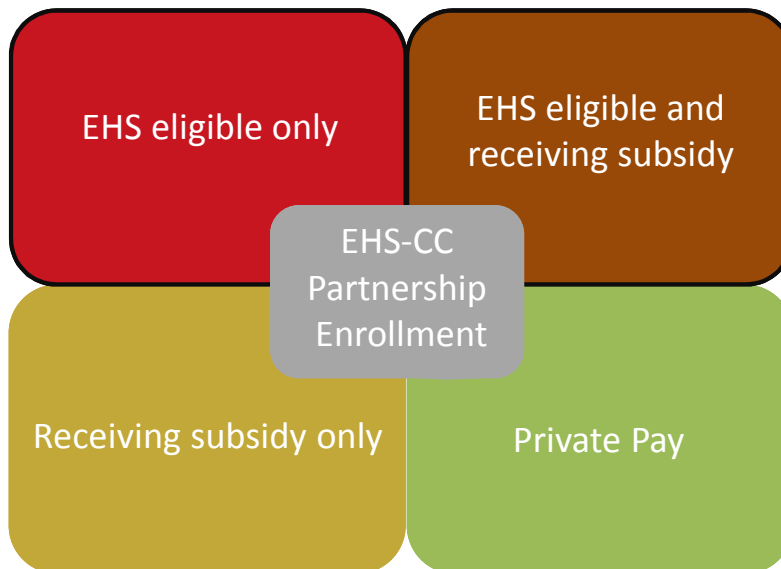 EHS eligible only
EHS eligible and
receiving subsidy
EHS-CC
Partnership
Enrollment
Receiving subsidy only
Private Pay